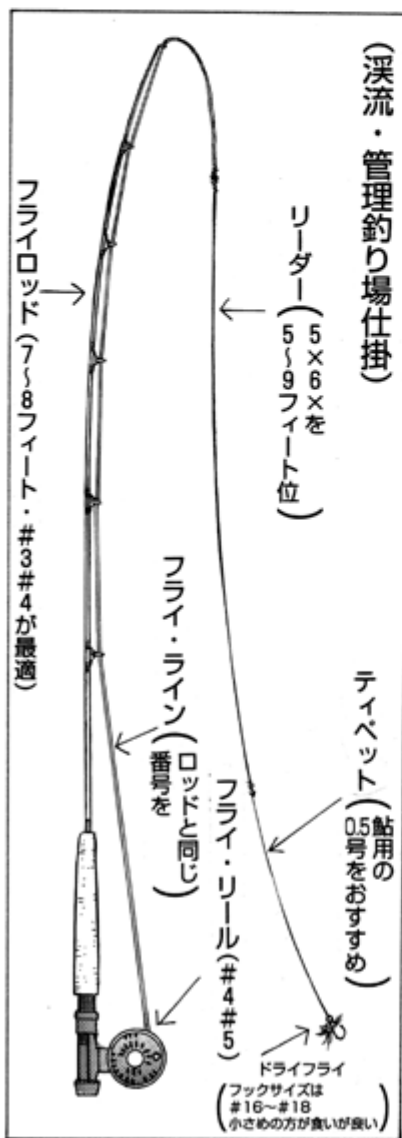 (渓流・管理釣り場仕掛)
リーダー(5×6×を
5〜9フィート位)
フライロッド(7〜8フィート・#3#4が最適)
フライ・ライン(ロッドと同じ
番号を)
フライ・リール(#4#5)
ティペット(鮎用の
0.5号をおすすめ)
ドライフライ
(フックサイズは
#16〜#18
小さめの方が食いが良い)